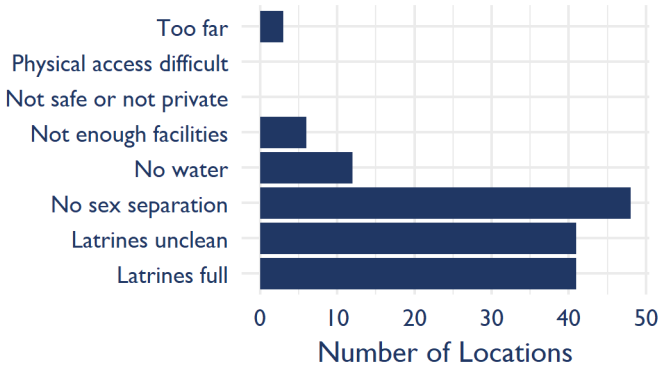 Too far
Physical access difficult
Not safe or not private
Not enough facilities
No water
No sex separation
Latrines unclean
Latrines full
0 10 20 30 40 50
Number of Locations